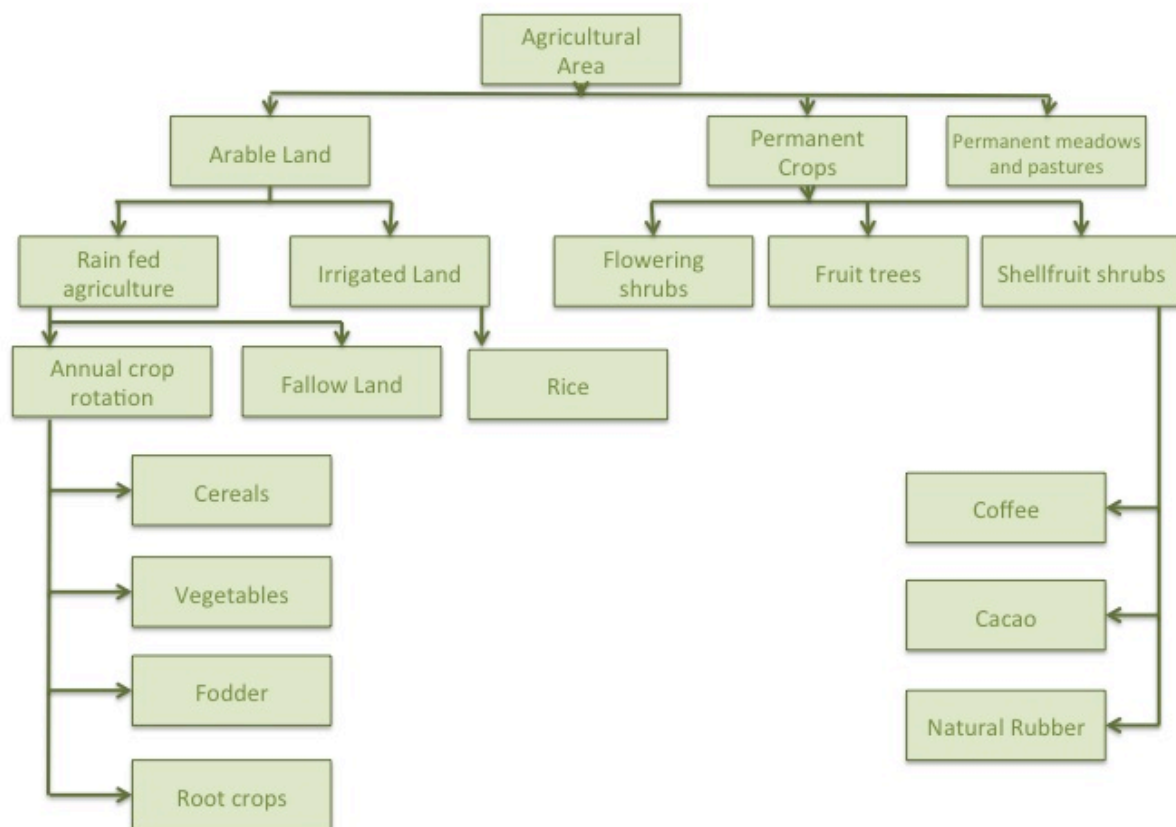 Agricultural
Area
Arable Land
Permanent
Crops
Permanent meadows
and pastures
Rain fed
agriculture
Irrigated Land
Flowering
shrubs
Fruit trees
Shellfruit shrubs
Annual crop
rotation
Fallow Land
Rice
Cereals
Coffee
Vegetables
Cacao
Fodder
Natural Rubber
Root crops